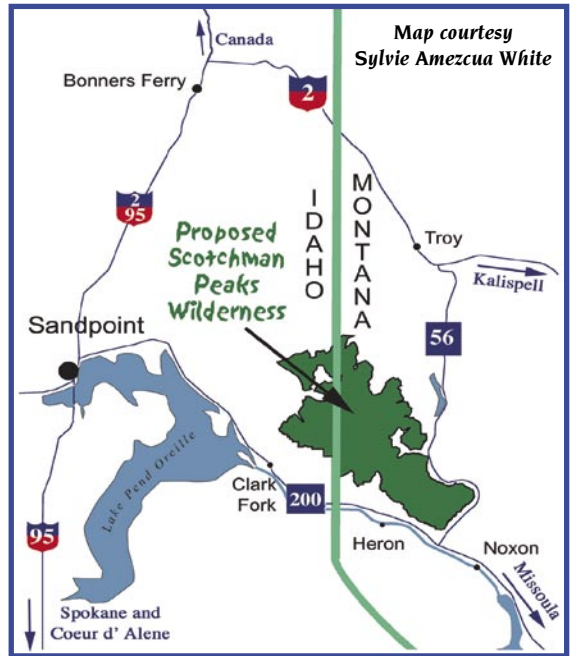 Map courtesy
Sylvie Amezcua White
Canada
Bonners Ferry
2
2
95
IDAHO
MONTANA
Proposed
Scotchman
Peaks
Wilderness
Troy
Kalispell
Sandpoint
56
Lake Pend Oreille
Clark
Fork
200
Heron
Noxon
Missoula
95
Spokane and
Coeur d' Alene